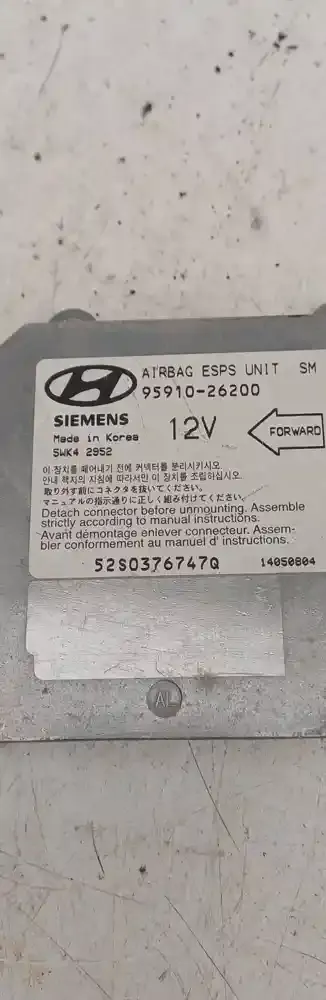 AIRBAG ESPS UNIT SM
95910-26200
SIEMENS
Made in Korea
5WK4 2952
12V
FORWARD
이 장치를 떼어내기 전에 커넥터를 분리시키시오.
안내 책자의 지침에 따라서만 이 장치를 조립하십시오.
取り外す前にコネクタを抜いてください。
マニュアルの指示通りに正しく組み付けてください。
Detach connector before unmounting. Assemble
strictly according to manual instructions.
Avant démontage enlever connecteur. Assem-
bler conformement au manuel d' instructions.
52S0376747Q
14050804
AL